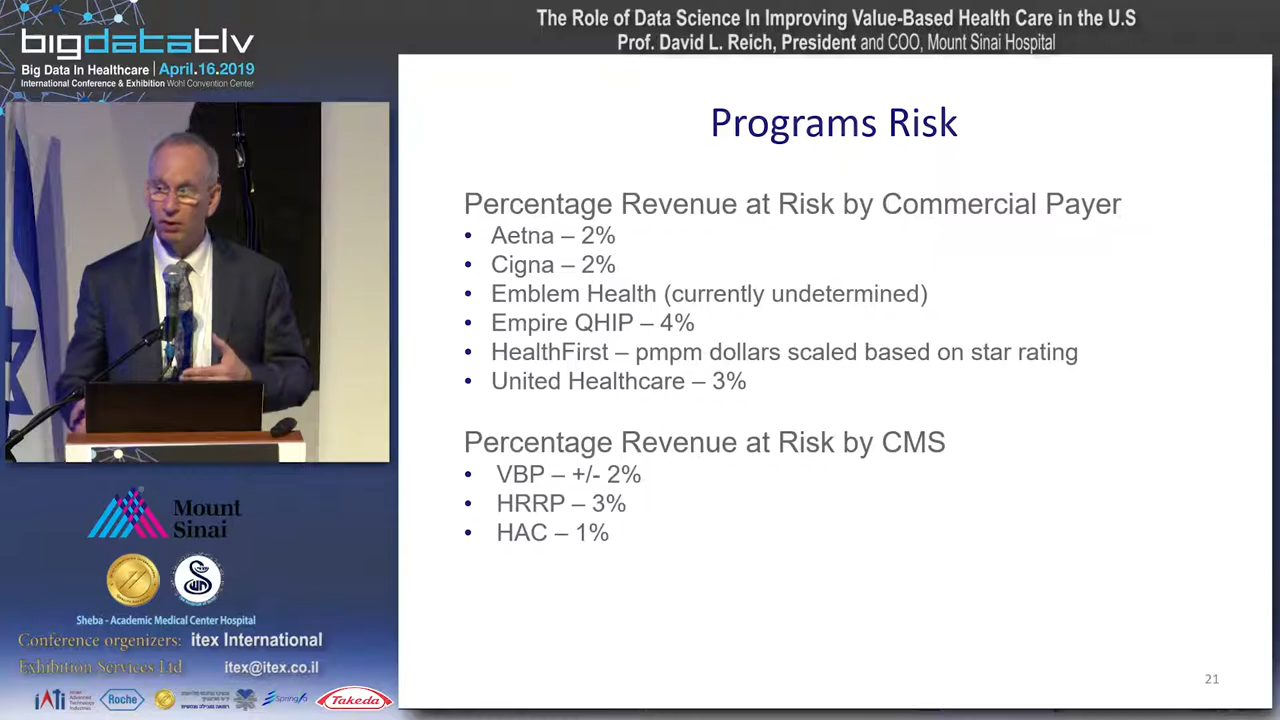 bigdatatlv
Big Data In Healthcare | April.16.2019
International Conference & Exhibition Wohl Convention Center
The Role of Data Science In Improving Value-Based Health Care in the U.S
Prof. David L. Reich, President and COO, Mount Sinai Hospital
Programs Risk
Percentage Revenue at Risk by Commercial Payer
• Aetna – 2%
• Cigna – 2%
• Emblem Health (currently undetermined)
• Empire QHIP – 4%
• HealthFirst – pmpm dollars scaled based on star rating
• United Healthcare – 3%
Percentage Revenue at Risk by CMS
• VBP – +/- 2%
• HRRP – 3%
• HAC – 1%
21
Mount
Sinai
Sheba - Academic Medical Center Hospital
Conference organizers: itex International
Exhibition Services Ltd itex@itex.co.il
iATi
Roche
Spring
Takeda